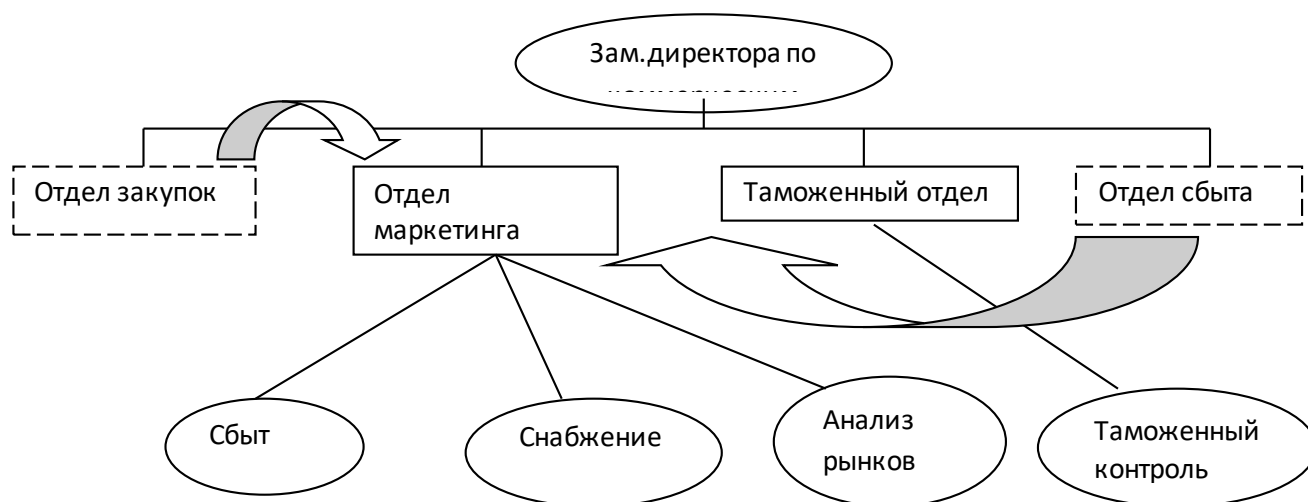 Зам.директора по
Отдел закупок
Отдел
маркетинга
Таможенный отдел
Отдел сбыта
Сбыт
Снабжение
Анализ
рынков
Таможенный
контроль